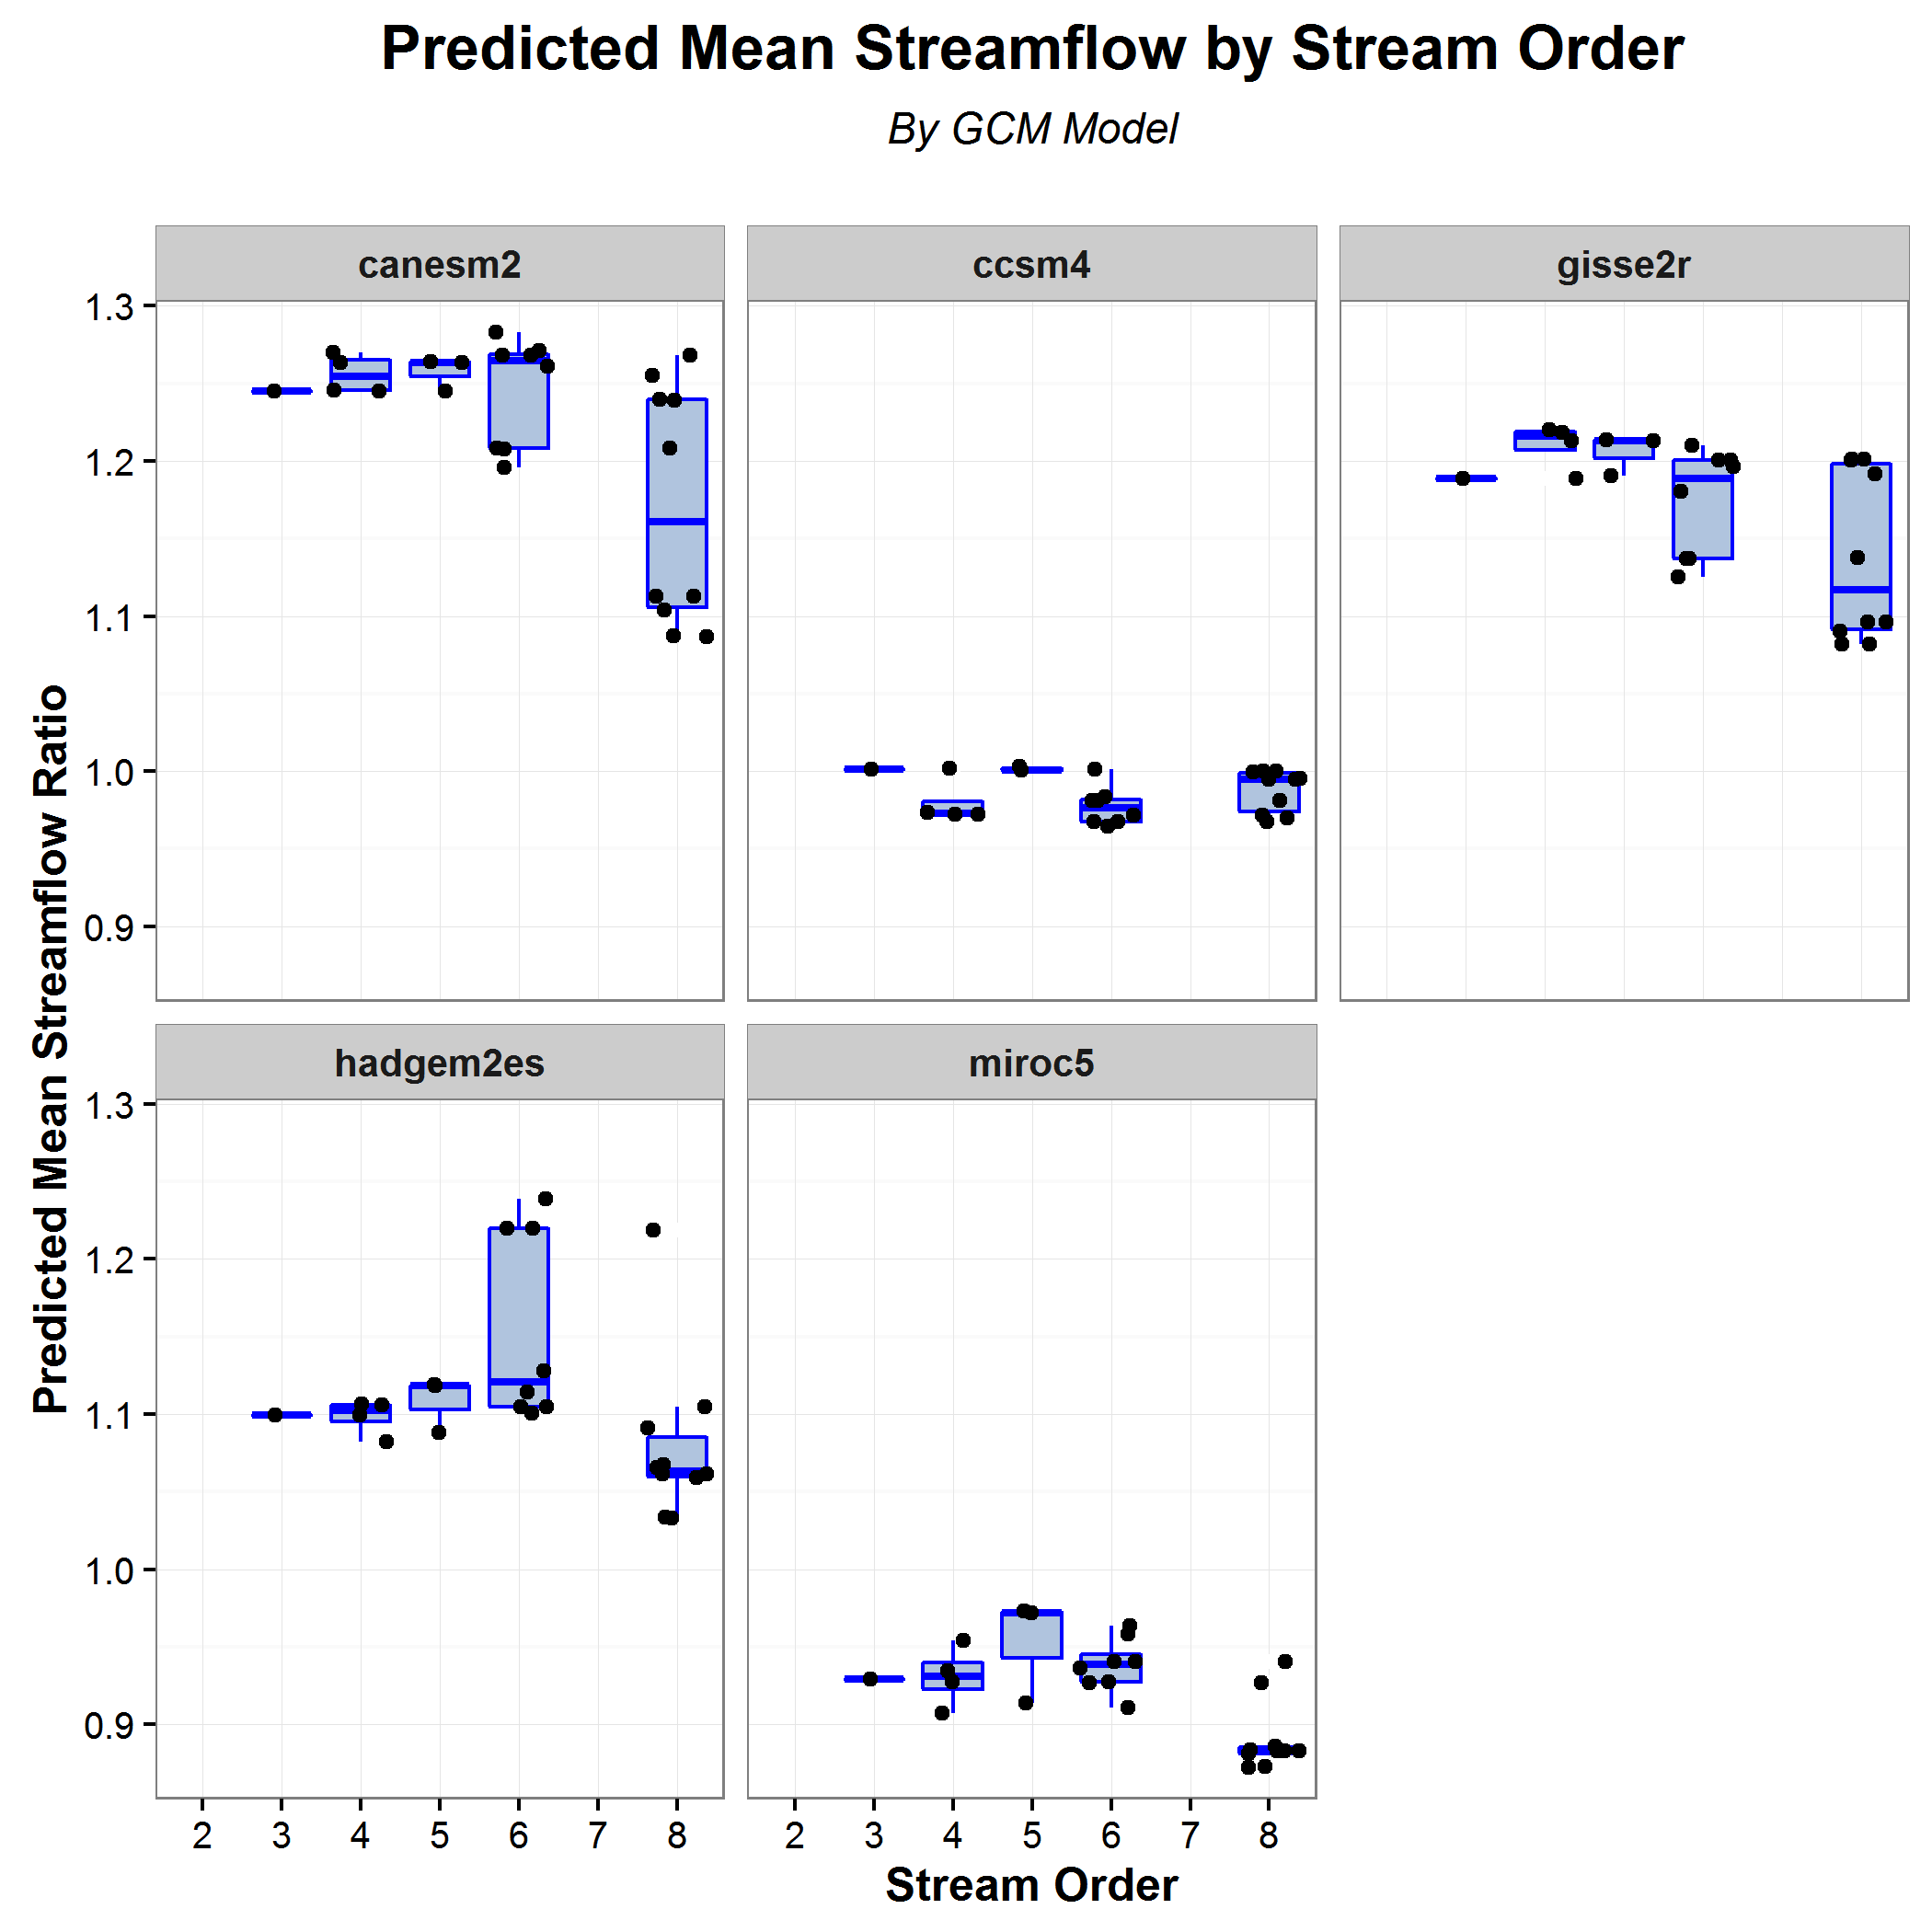 Predicted Mean Streamflow by Stream Order
By GCM Model
canesm2
ccsm4
gisse2r
1.3
1.2
1.1
1.0
0.9
hadgem2es
miroc5
1.3
1.2
1.1
1.0
0.9
Predicted Mean Streamflow Ratio
2 3 4 5 6 7 8
2 3 4 5 6 7 8
Stream Order